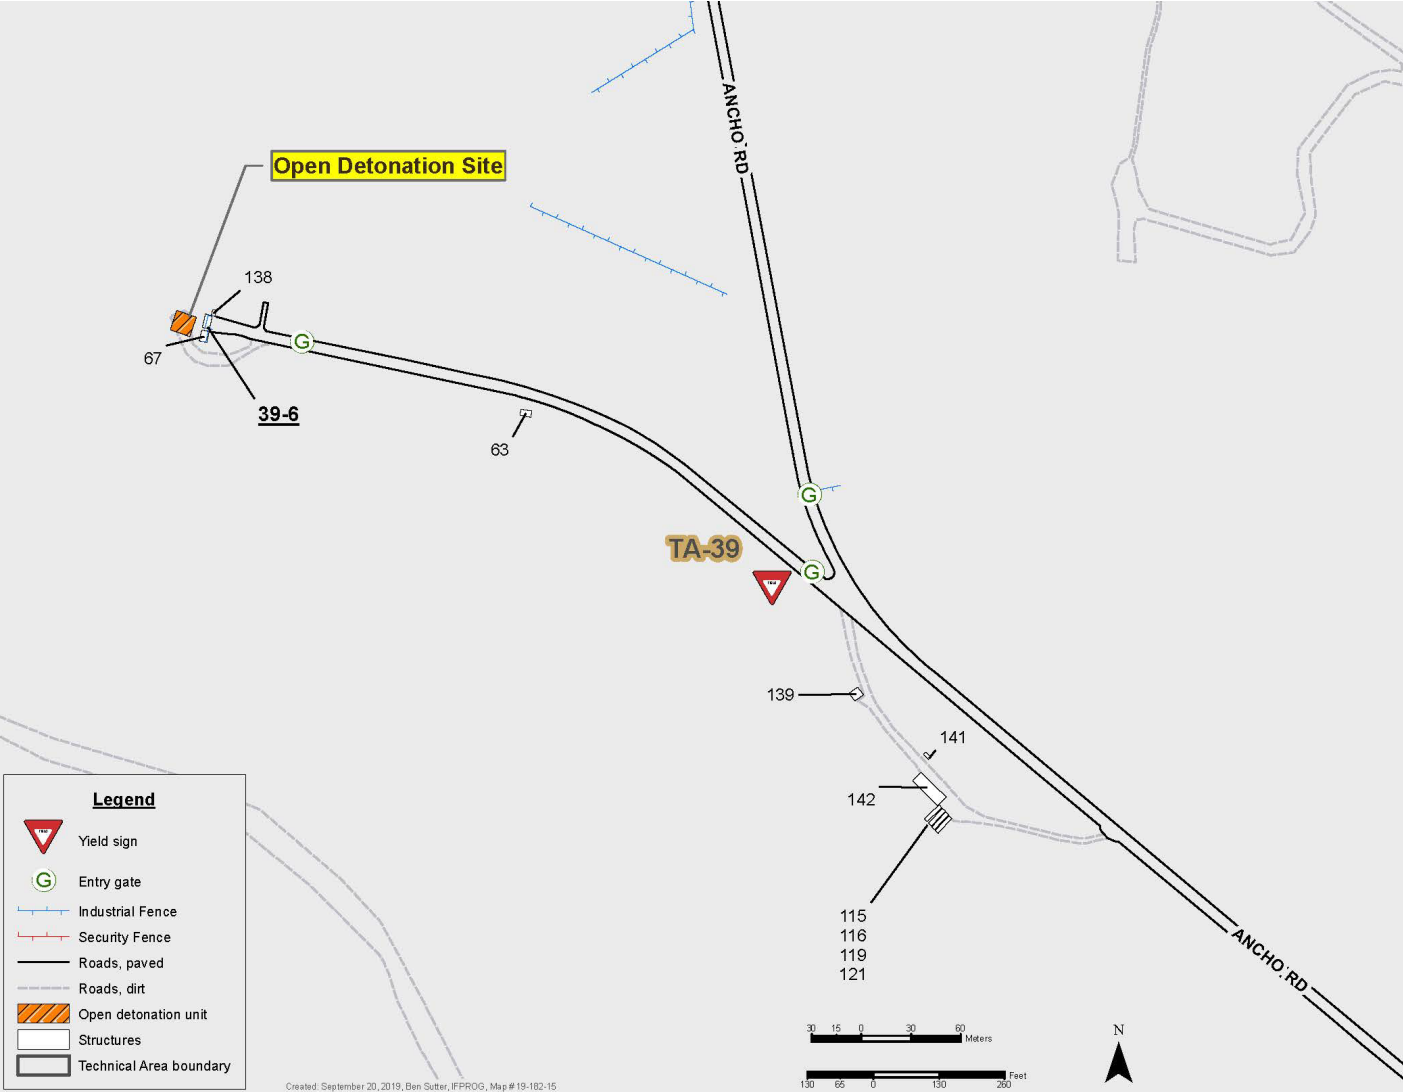 ANCHO RD
Open Detonation Site
138
G
67
39-6
63
G
TA-39
G
139
141
142
115
116
119
121
ANCHO RD
Legend
Yield sign
G
Entry gate
Industrial Fence
Security Fence
Roads, paved
Roads, dirt
Open detonation unit
Structures
Technical Area boundary
30 15 0 30 60
Meters
N
Feet
130 65 0 130 260
Created: September 20, 2019, Ben Sutter, IFPROG, Map # 19-182-15